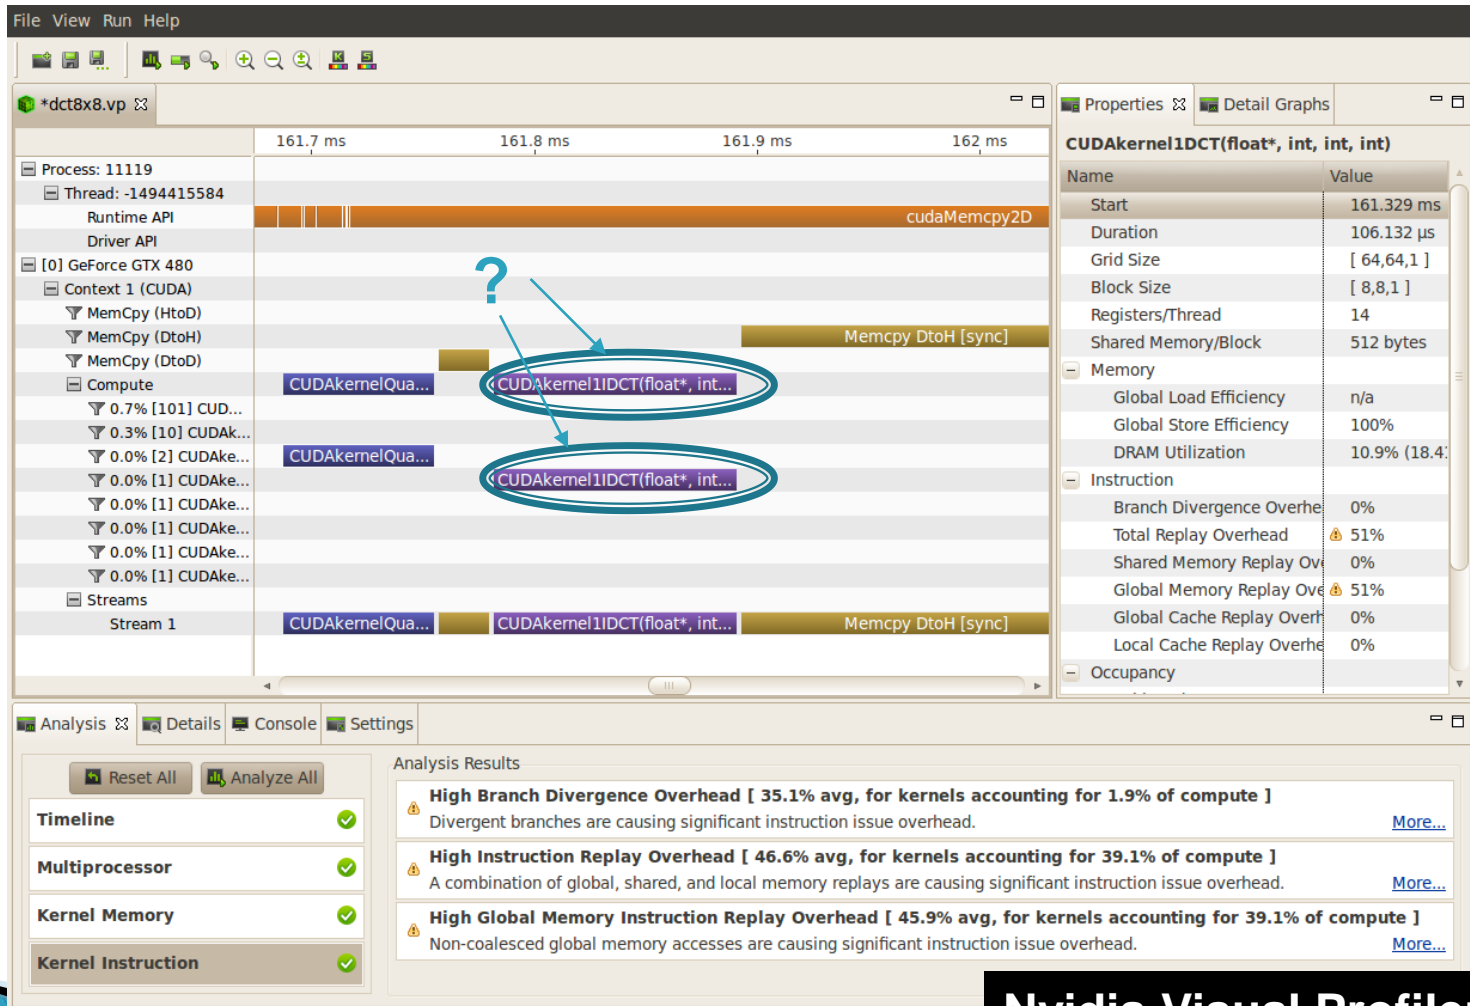 File View Run Help
*dct8x8.vp
161.7 ms 161.8 ms 161.9 ms 162 ms
Process: 11119
Thread: -1494415584
Runtime API cudaMemcpy2D
Driver API
[0] GeForce GTX 480
?
Context 1 (CUDA)
MemCpy (HtoD)
MemCpy (DtoH) Memcpy DtoH [sync]
MemCpy (DtoD)
Compute CUDAkernelQua... CUDAkernel1IDCT(float*, int...
0.7% [101] CUD...
0.3% [10] CUDAk...
0.0% [2] CUDAke... CUDAkernelQua...
0.0% [1] CUDAke... CUDAkernel1IDCT(float*, int...
0.0% [1] CUDAke...
0.0% [1] CUDAke...
0.0% [1] CUDAke...
0.0% [1] CUDAke...
Streams
Stream 1 CUDAkernelQua... CUDAkernel1IDCT(float*, int... Memcpy DtoH [sync]
Properties Detail Graphs
CUDAkernel1DCT(float*, int, int, int)
Name Value
Start 161.329 ms
Duration 106.132 µs
Grid Size [ 64,64,1 ]
Block Size [ 8,8,1 ]
Registers/Thread 14
Shared Memory/Block 512 bytes
Memory
Global Load Efficiency n/a
Global Store Efficiency 100%
DRAM Utilization 10.9% (18.4
Instruction
Branch Divergence Overhe 0%
Total Replay Overhead 51%
Shared Memory Replay Ov 0%
Global Memory Replay Ove 51%
Global Cache Replay Overh 0%
Local Cache Replay Overhe 0%
Occupancy
Analysis Details Console Settings
Reset All Analyze All
Timeline
Multiprocessor
Kernel Memory
Kernel Instruction
Analysis Results
High Branch Divergence Overhead [ 35.1% avg, for kernels accounting for 1.9% of compute ]
Divergent branches are causing significant instruction issue overhead. More...
High Instruction Replay Overhead [ 46.6% avg, for kernels accounting for 39.1% of compute ]
A combination of global, shared, and local memory replays are causing significant instruction issue overhead. More...
High Global Memory Instruction Replay Overhead [ 45.9% avg, for kernels accounting for 39.1% of compute ]
Non-coalesced global memory accesses are causing significant instruction issue overhead. More...
Nvidia Visual Profiler